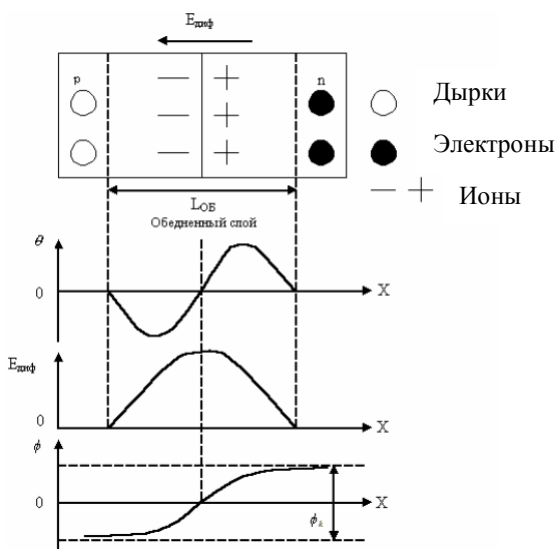 Eдиф
p
n
Дырки
Электроны
Ионы
LОБ
Обедненный слой
θ
0
X
Eдиф
0
X
ϕ
0
X
ϕк